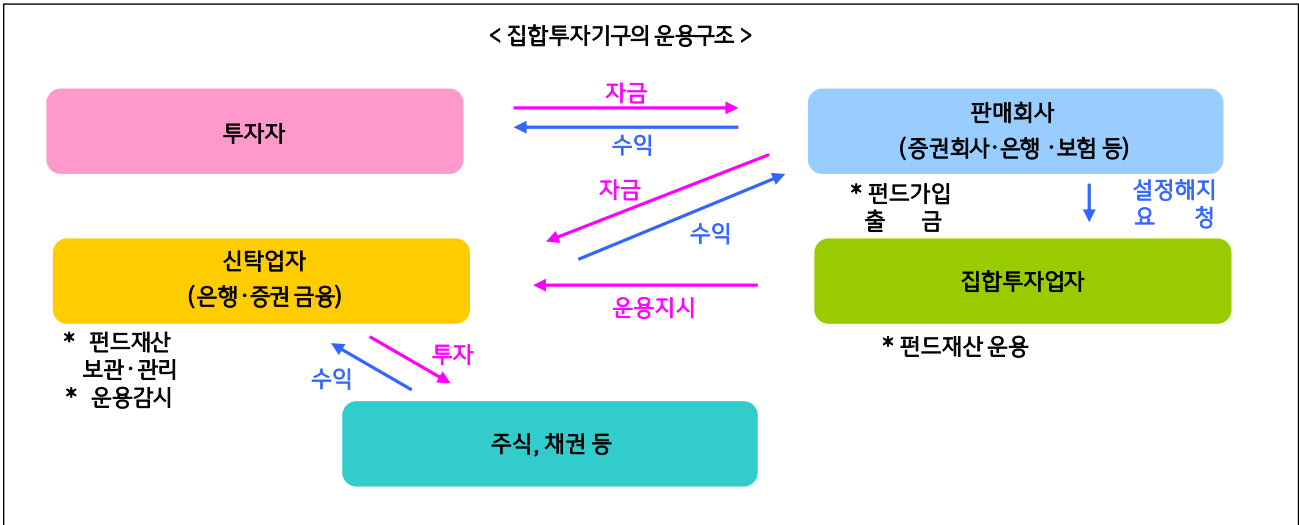 < 집합투자기구의 운용구조 >
투자자
자금
수익
판매회사
(증권회사·은행 ·보험 등)
자금
수익
* 펀드가입
출 금
설정해지
요 청
신탁업자
(은행·증권 금융)
운용지시
집합투자업자
* 펀드재산
보관·관리
* 운용감시
투자
수익
* 펀드재산 운용
주식, 채권 등